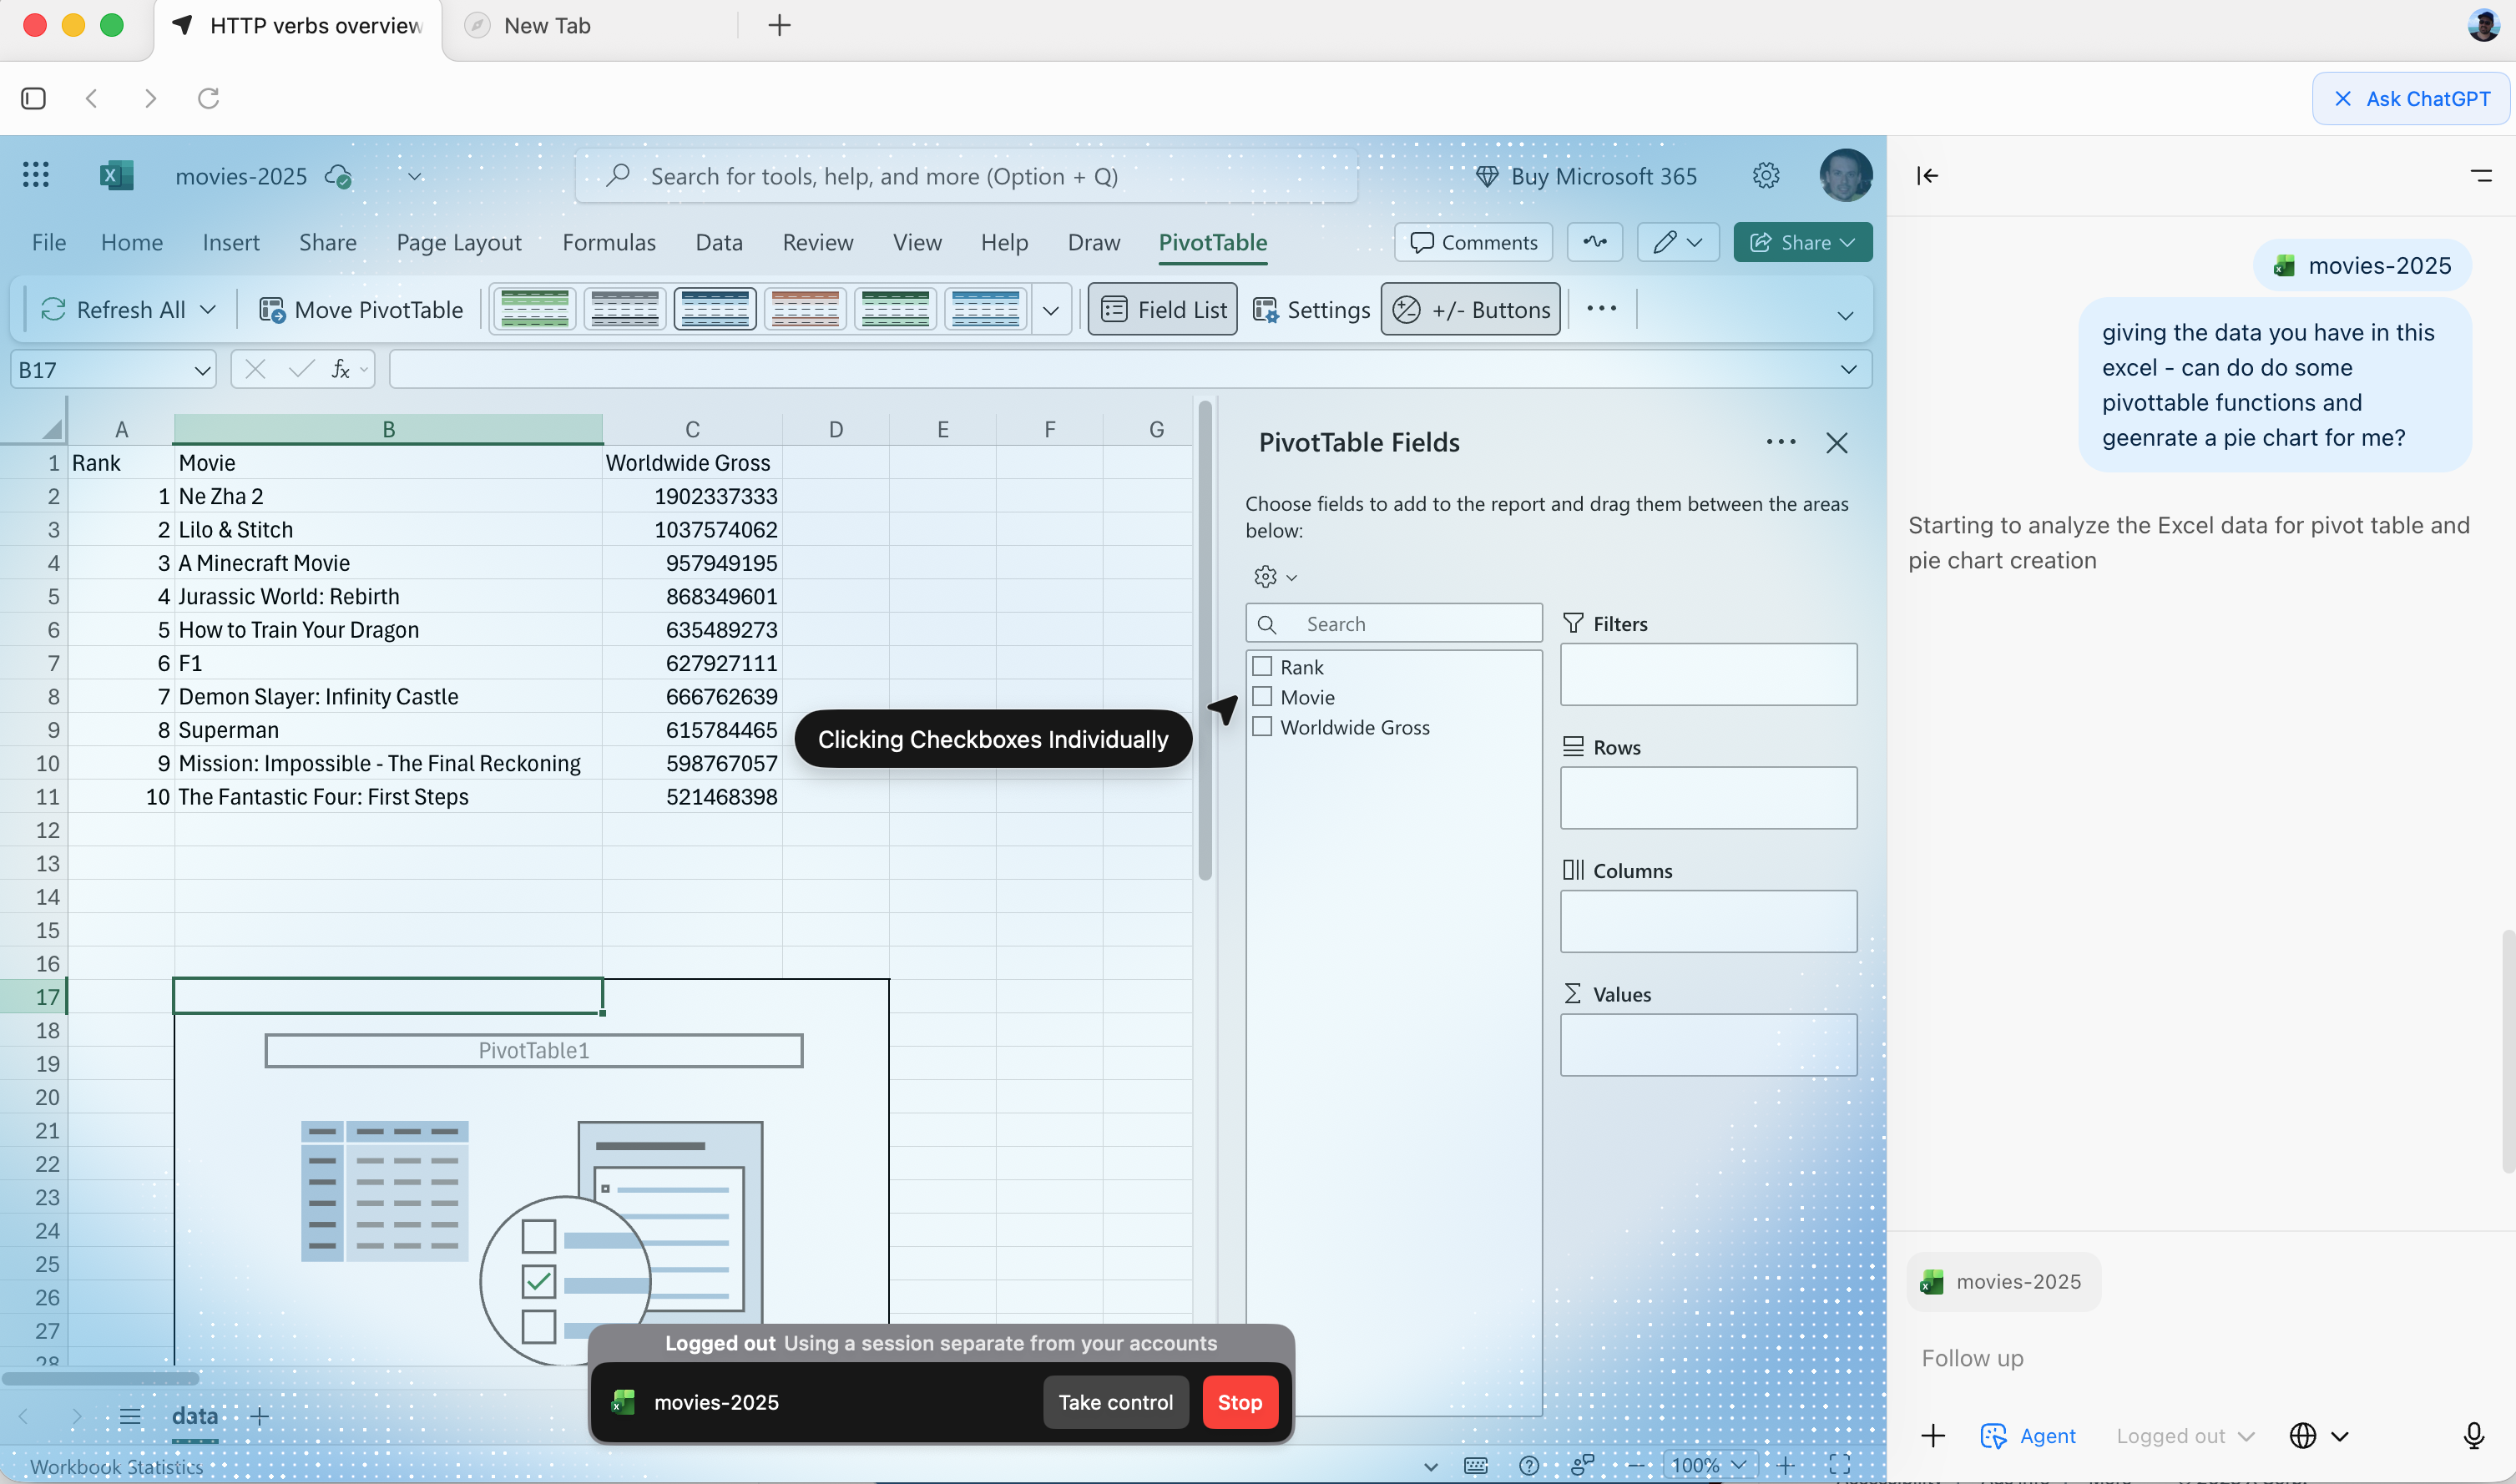 HTTP verbs overview
New Tab
Ask ChatGPT
movies-2025
Search for tools, help, and more (Option + Q)
Buy Microsoft 365
File Home Insert Share Page Layout Formulas Data Review View Help Draw PivotTable
Comments
Share
Refresh All
Move PivotTable
Field List
Settings
+/- Buttons
B17
fx
A B C D E F G
1 Rank Movie Worldwide Gross
2 1 Ne Zha 2 1902337333
3 2 Lilo & Stitch 1037574062
4 3 A Minecraft Movie 957949195
5 4 Jurassic World: Rebirth 868349601
6 5 How to Train Your Dragon 635489273
7 6 F1 627927111
8 7 Demon Slayer: Infinity Castle 666762639
9 8 Superman 615784465
10 9 Mission: Impossible - The Final Reckoning 598767057
11 10 The Fantastic Four: First Steps 521468398
12
13
14
15
16
17
18
19
20
21
22
23
24
25
26
27
28
PivotTable1
Clicking Checkboxes Individually
PivotTable Fields
Choose fields to add to the report and drag them between the areas
below:
Search
Rank
Movie
Worldwide Gross
Filters
Rows
Columns
Values
Logged out Using a session separate from your accounts
movies-2025
Take control
Stop
data
Workbook Statistics
100%
movies-2025
giving the data you have in this
excel - can do do some
pivottable functions and
geenrate a pie chart for me?
Starting to analyze the Excel data for pivot table and
pie chart creation
movies-2025
Follow up
Agent
Logged out